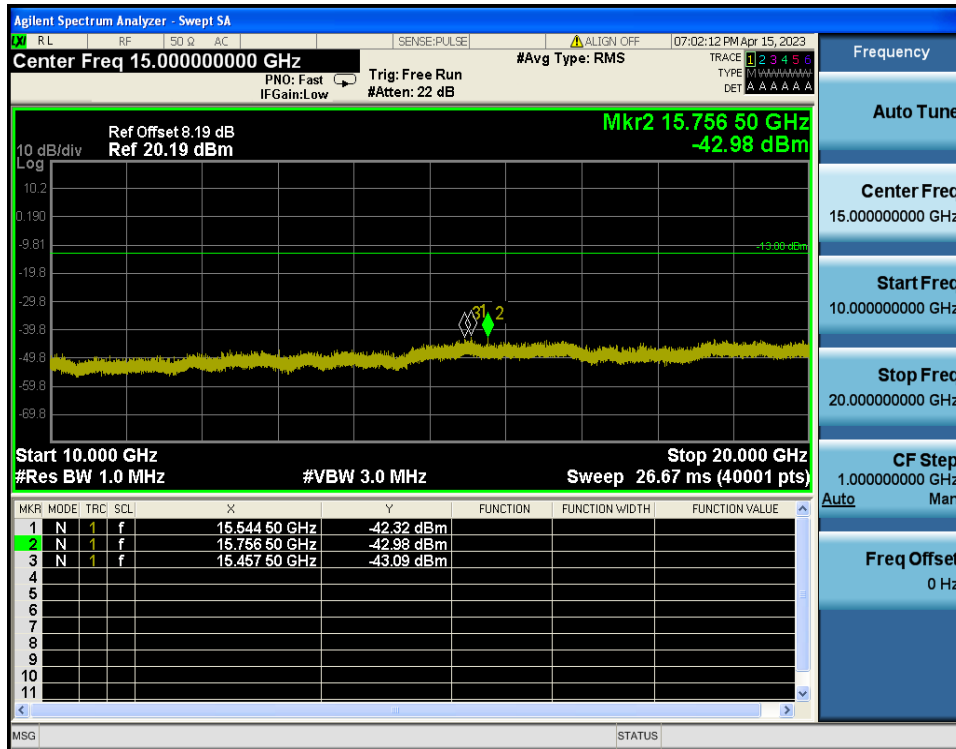 Agilent Spectrum Analyzer - Swept SA
LXI RL RF 50 Ω AC SENSE:PULSE ALIGN OFF 07:02:12 PM Apr 15, 2023
Center Freq 15.000000000 GHz
PNO: Fast
IFGain:Low
Trig: Free Run
#Atten: 22 dB
#Avg Type: RMS
TRACE 1 2 3 4 5 6
TYPE M WWWWW
DET A A A A A A
Mkr2 15.756 50 GHz
-42.98 dBm
Ref Offset 8.19 dB
10 dB/div Ref 20.19 dBm
Log
10.2
0.190
-9.81
-13.00 dBm
-19.8
-29.8
31 2
-39.8
-49.8
-59.8
-69.8
Start 10.000 GHz Stop 20.000 GHz
#Res BW 1.0 MHz #VBW 3.0 MHz Sweep 26.67 ms (40001 pts)
MKR MODE TRC SCL X Y FUNCTION FUNCTION WIDTH FUNCTION VALUE
1 N 1 f 15.544 50 GHz -42.32 dBm
2 N 1 f 15.756 50 GHz -42.98 dBm
3 N 1 f 15.457 50 GHz -43.09 dBm
4
5
6
7
8
9
10
11
MSG STATUS
Frequency
Auto Tune
Center Freq
15.000000000 GHz
Start Freq
10.000000000 GHz
Stop Freq
20.000000000 GHz
CF Step
1.000000000 GHz
Auto Man
Freq Offset
0 Hz